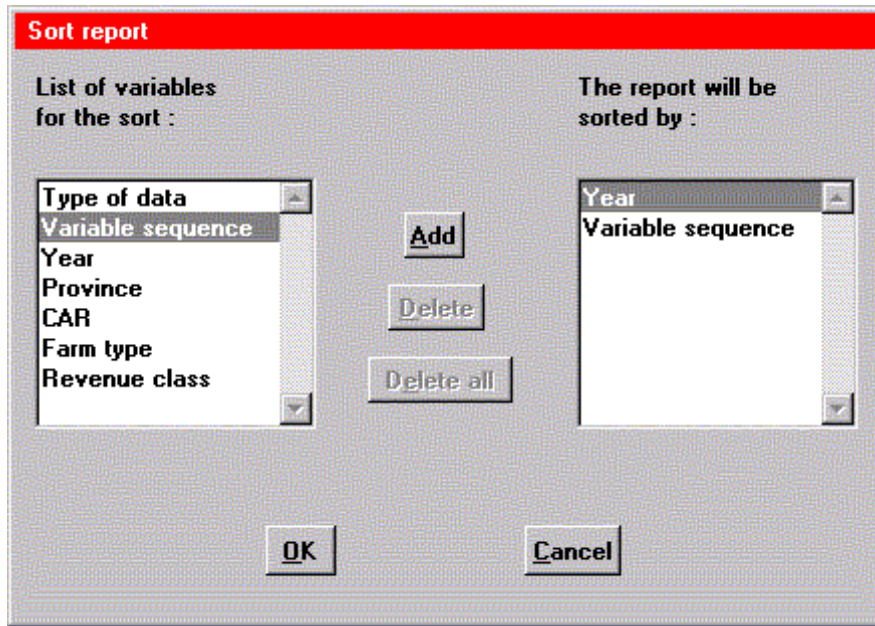 Sort report
List of variables
for the sort :
Type of data
Variable sequence
Year
Province
CAR
Farm type
Revenue class
Add
Delete
Delete all
The report will be
sorted by :
Year
Variable sequence
OK
Cancel